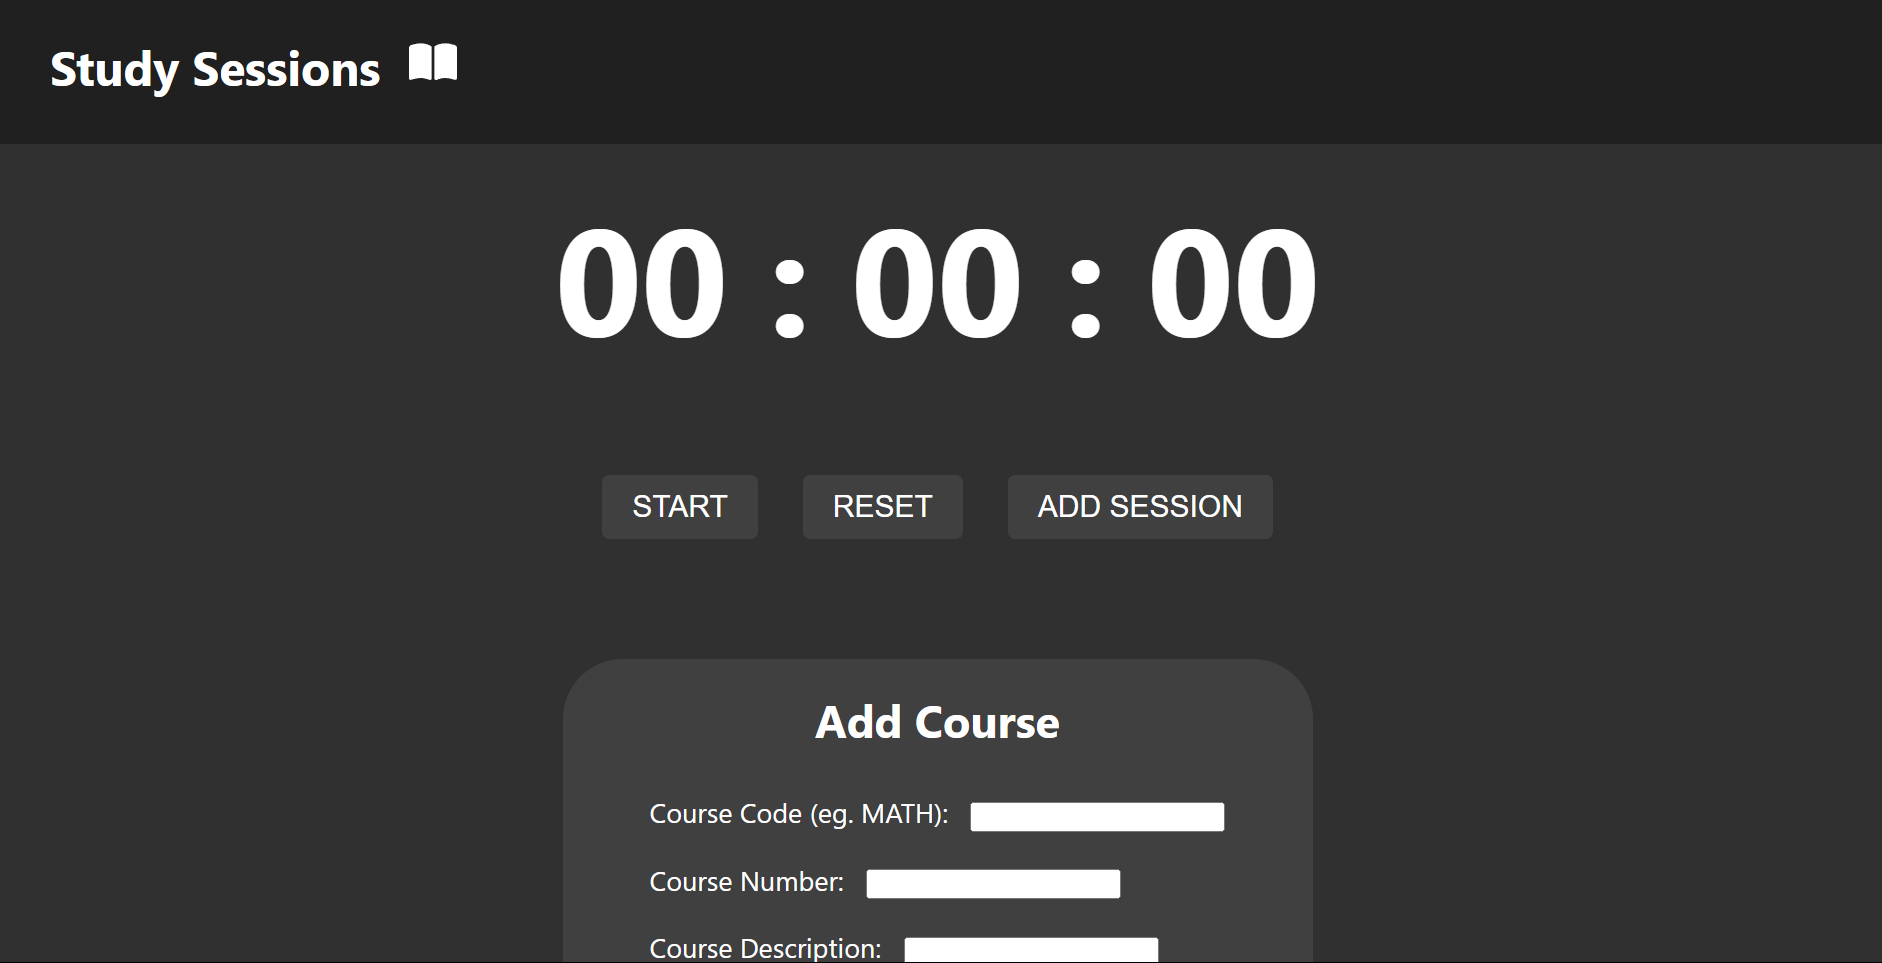 Study Sessions
00 : 00 : 00
START RESET ADD SESSION
Add Course
Course Code (eg. MATH):
Course Number:
Course Description: